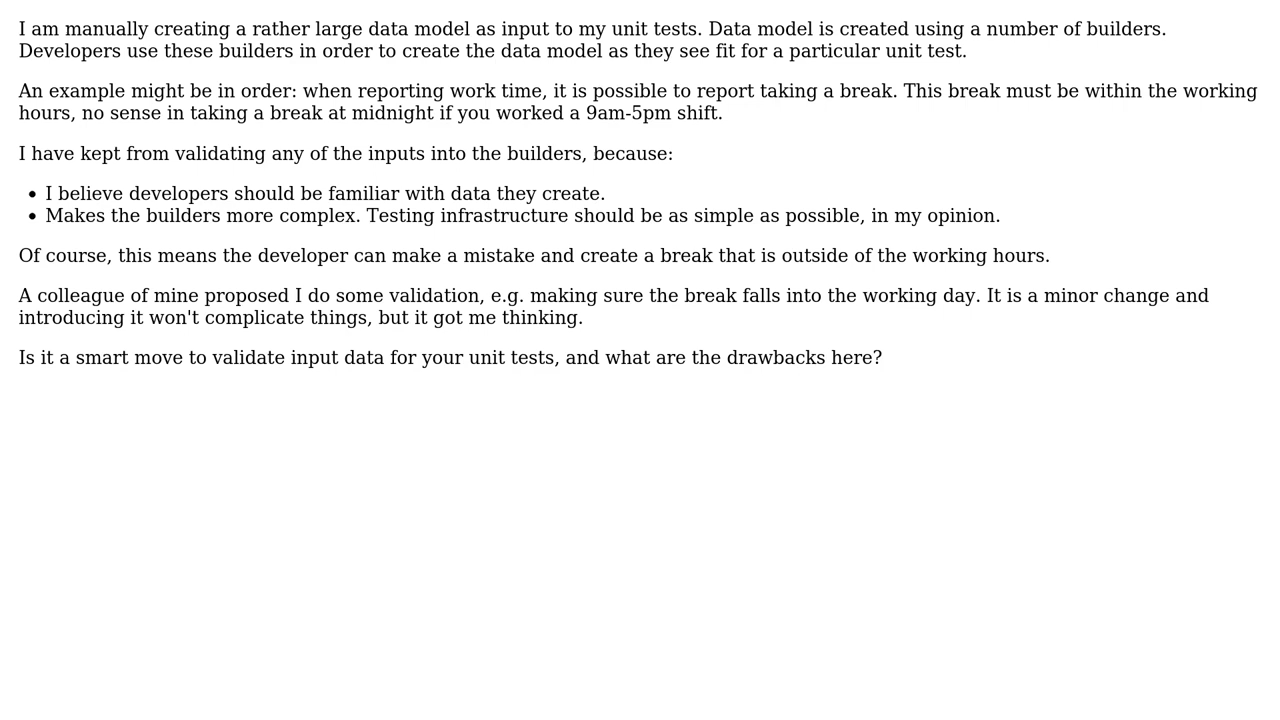 I am manually creating a rather large data model as input to my unit tests. Data model is created using a number of builders.
Developers use these builders in order to create the data model as they see fit for a particular unit test.
An example might be in order: when reporting work time, it is possible to report taking a break. This break must be within the working
hours, no sense in taking a break at midnight if you worked a 9am-5pm shift.
I have kept from validating any of the inputs into the builders, because:
• I believe developers should be familiar with data they create.
• Makes the builders more complex. Testing infrastructure should be as simple as possible, in my opinion.
Of course, this means the developer can make a mistake and create a break that is outside of the working hours.
A colleague of mine proposed I do some validation, e.g. making sure the break falls into the working day. It is a minor change and
introducing it won't complicate things, but it got me thinking.
Is it a smart move to validate input data for your unit tests, and what are the drawbacks here?